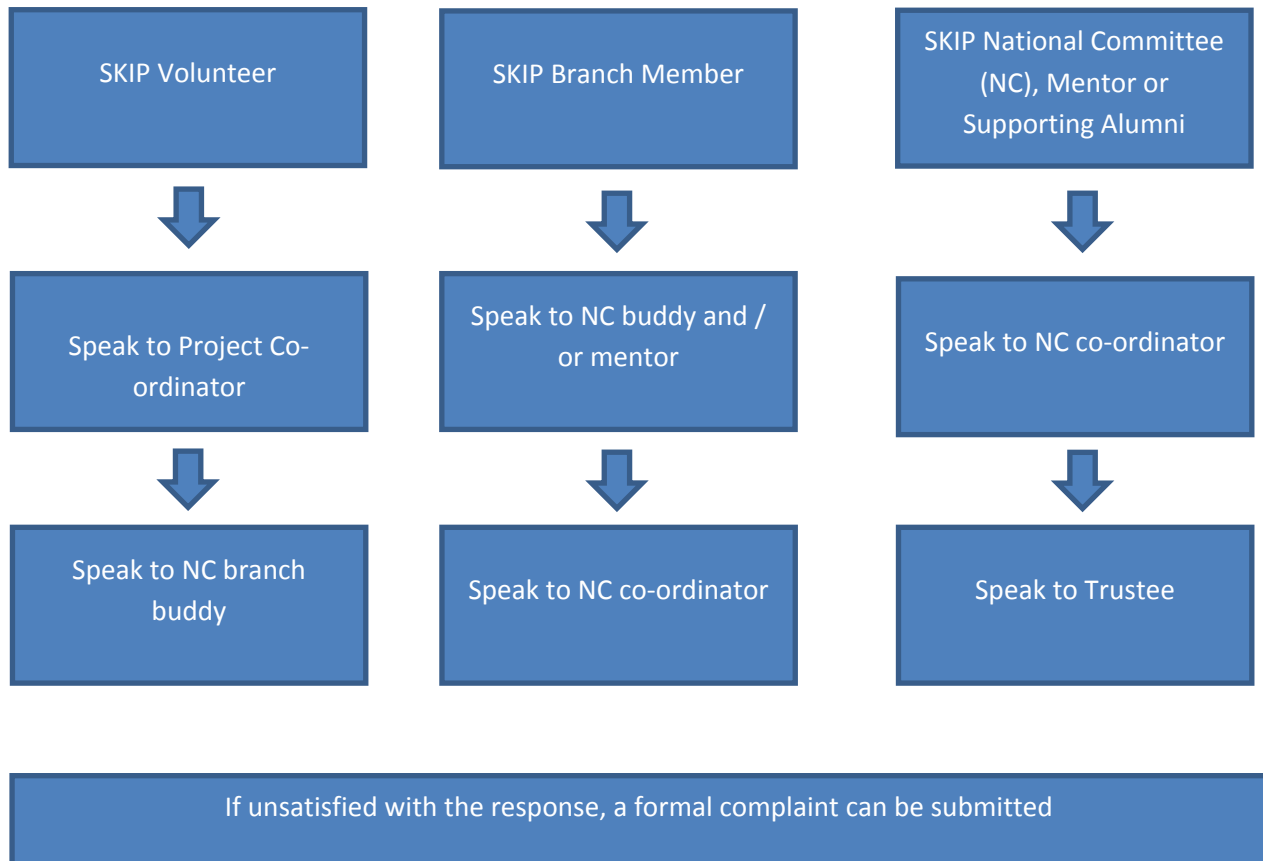 SKIP Volunteer
SKIP Branch Member
SKIP National Committee
(NC), Mentor or
Supporting Alumni
Speak to Project Co-
ordinator
Speak to NC buddy and /
or mentor
Speak to NC co-ordinator
Speak to NC branch
buddy
Speak to NC co-ordinator
Speak to Trustee
If unsatisfied with the response, a formal complaint can be submitted